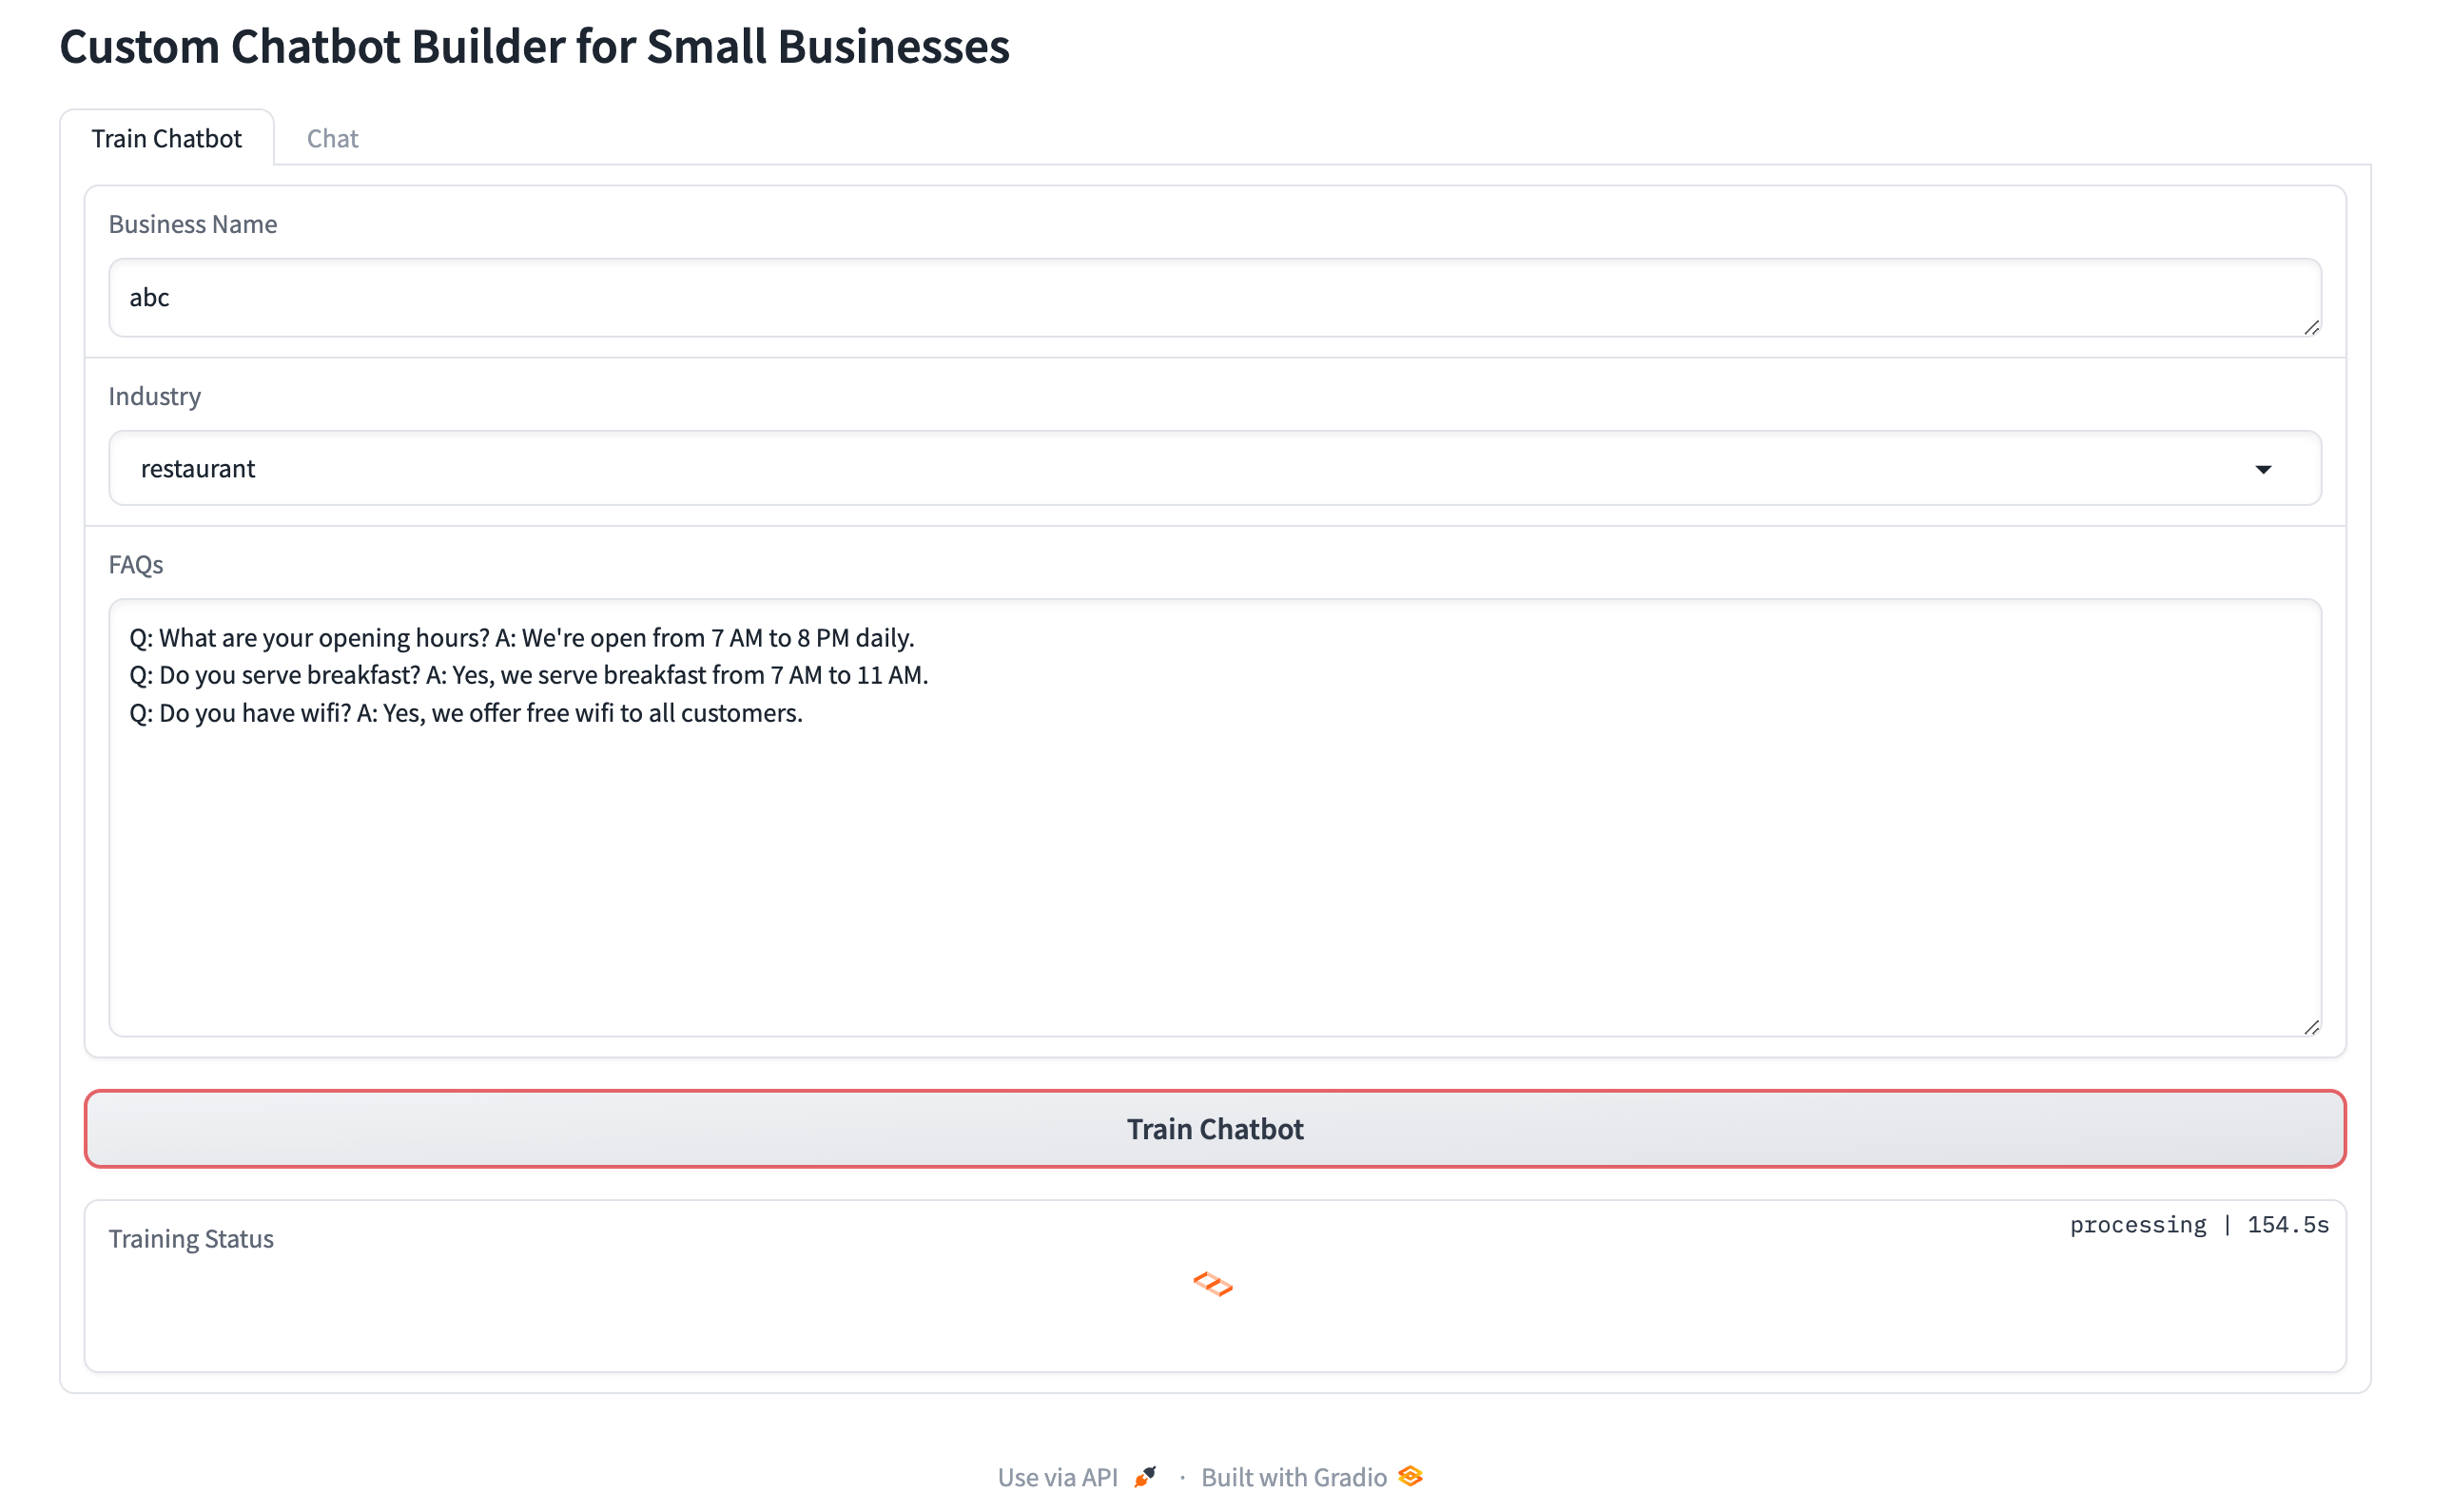 Custom Chatbot Builder for Small Businesses
Train Chatbot
Chat
Business Name
abc
Industry
restaurant
FAQs
Q: What are your opening hours? A: We're open from 7 AM to 8 PM daily.
Q: Do you serve breakfast? A: Yes, we serve breakfast from 7 AM to 11 AM.
Q: Do you have wifi? A: Yes, we offer free wifi to all customers.
Train Chatbot
Training Status
processing | 154.5s
Use via API · Built with Gradio